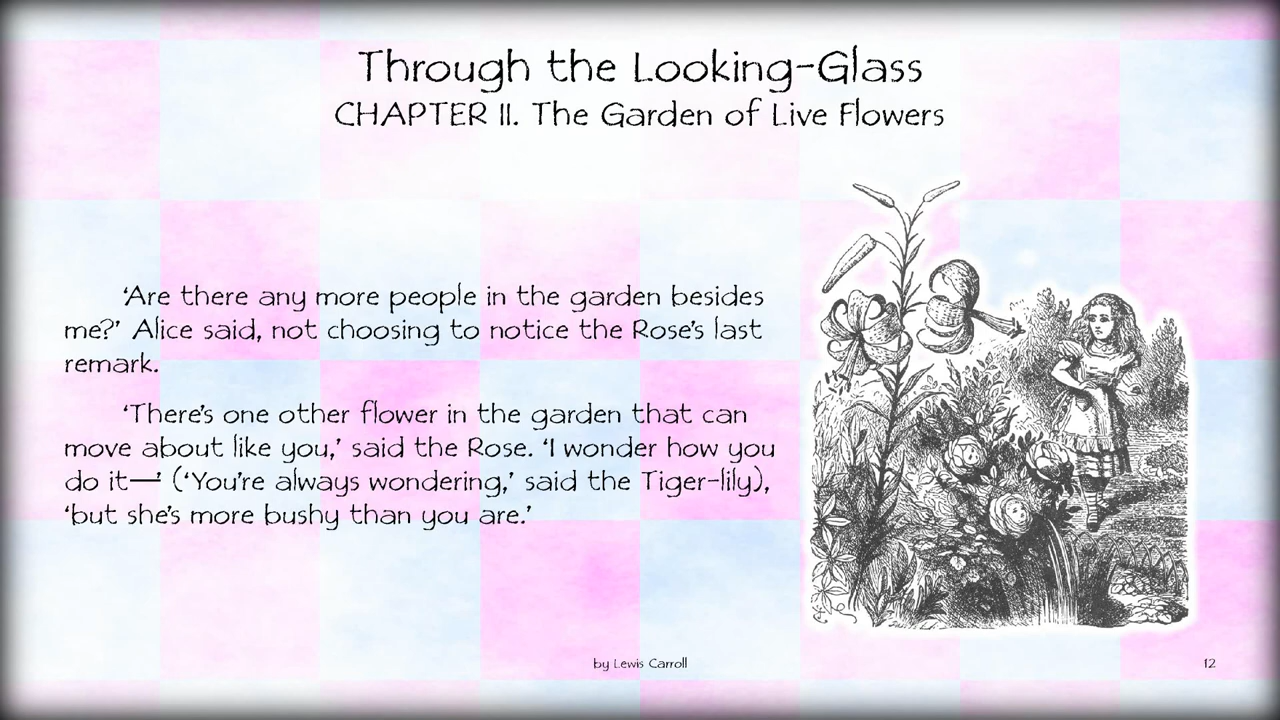 Through the Looking-Glass
CHAPTER II. The Garden of Live Flowers
‘Are there any more people in the garden besides
me?’ Alice said, not choosing to notice the Rose’s last
remark.
‘There’s one other flower in the garden that can
move about like you,’ said the Rose. ‘I wonder how you
do it—’ (‘You’re always wondering,’ said the Tiger-lily),
‘but she’s more bushy than you are.’
by Lewis Carroll
12